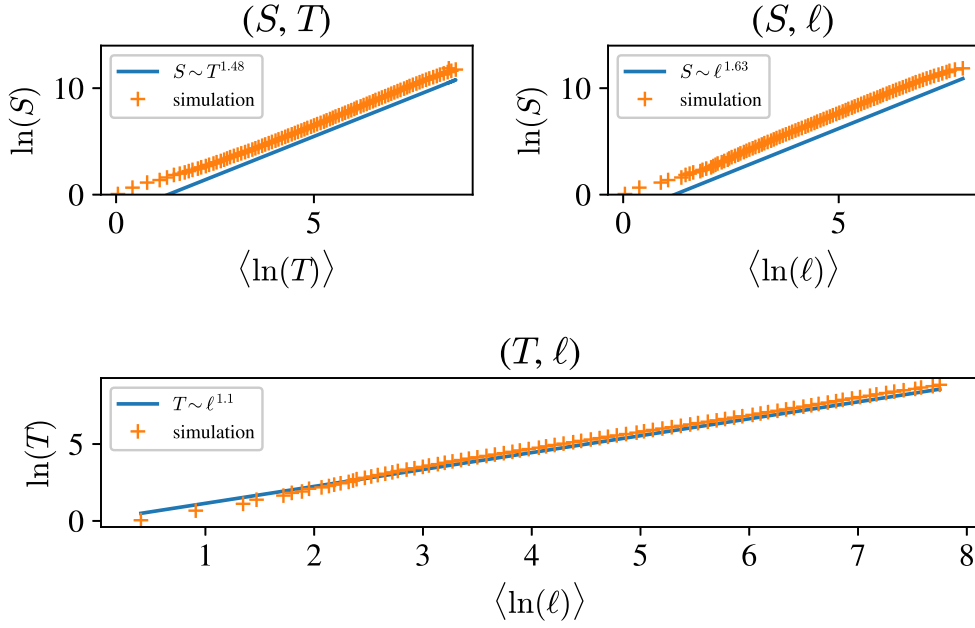 (S, T)
S ~ T^1.48
simulation
10
0
ln(S)
0
5
⟨ln(T)⟩
(S, ℓ)
S ~ ℓ^1.63
simulation
10
0
ln(S)
0
5
⟨ln(ℓ)⟩
(T, ℓ)
T ~ ℓ^1.1
simulation
5
0
ln(T)
1 2 3 4 5 6 7 8
⟨ln(ℓ)⟩